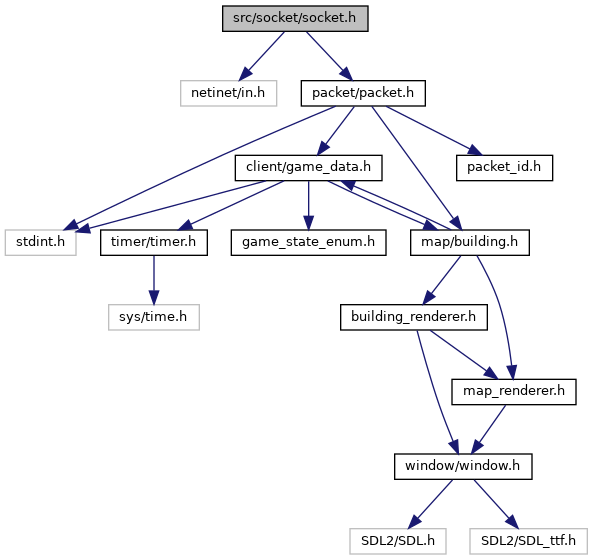 src/socket/socket.h
netinet/in.h
packet/packet.h
client/game_data.h
packet_id.h
stdint.h
timer/timer.h
game_state_enum.h
map/building.h
sys/time.h
building_renderer.h
map_renderer.h
window/window.h
SDL2/SDL.h
SDL2/SDL_ttf.h